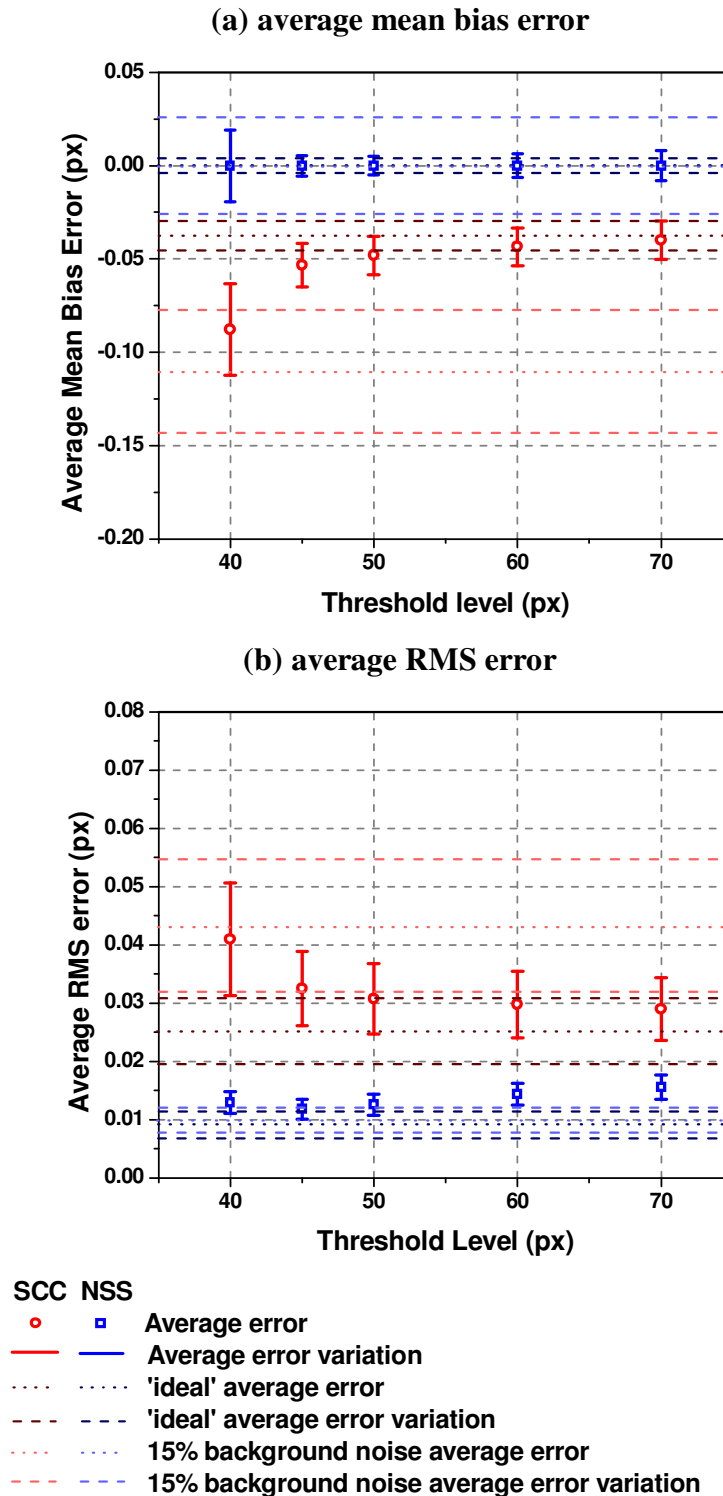 (a) average mean bias error
0.05
0.00
-0.05
-0.10
-0.15
-0.20
Average Mean Bias Error (px)
40 50 60 70
Threshold level (px)
(b) average RMS error
0.08
0.07
0.06
0.05
0.04
0.03
0.02
0.01
0.00
Average RMS error (px)
40 50 60 70
Threshold Level (px)
SCC NSS
Average error
Average error variation
'ideal' average error
'ideal' average error variation
15% background noise average error
15% background noise average error variation